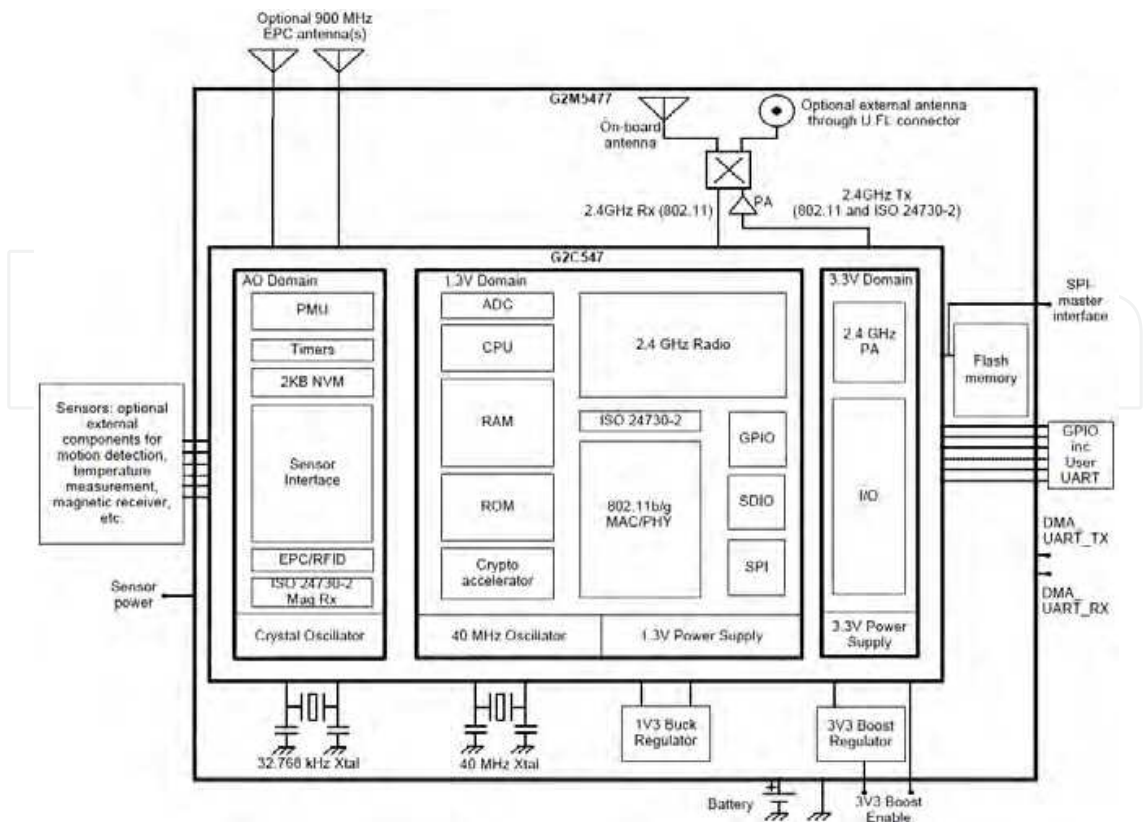 Optional 900 MHz
EPC antenna(s)
G2M5477
On-board
antenna
Optional external antenna
through U.FL connector
2.4GHz Rx (802.11)
PA
2.4GHz Tx
(802.11 and ISO 24730-2)
G2C547
AO Domain
PMU
Timers
2KB NVM
Sensor
Interface
EPC/RFID
ISO 24730-2
Mag Rx
Crystal Oscillator
1.3V Domain
ADC
CPU
RAM
ROM
Crypto
accelerator
2.4 GHz Radio
ISO 24730-2
802.11b/g
MAC/PHY
GPIO
SDIO
SPI
40 MHz Oscillator
1.3V Power Supply
3.3V Domain
2.4 GHz
PA
I/O
3.3V Power
Supply
Sensors: optional
external
components for
motion detection,
temperature
measurement,
magnetic receiver,
etc.
Sensor
power
SPI-
master
interface
Flash
memory
GPIO
inc
User
UART
DMA_
UART_TX
DMA_
UART_RX
32.768 kHz Xtal
40 MHz Xtal
1V3 Buck
Regulator
3V3 Boost
Regulator
Battery
+
3V3 Boost
Enable